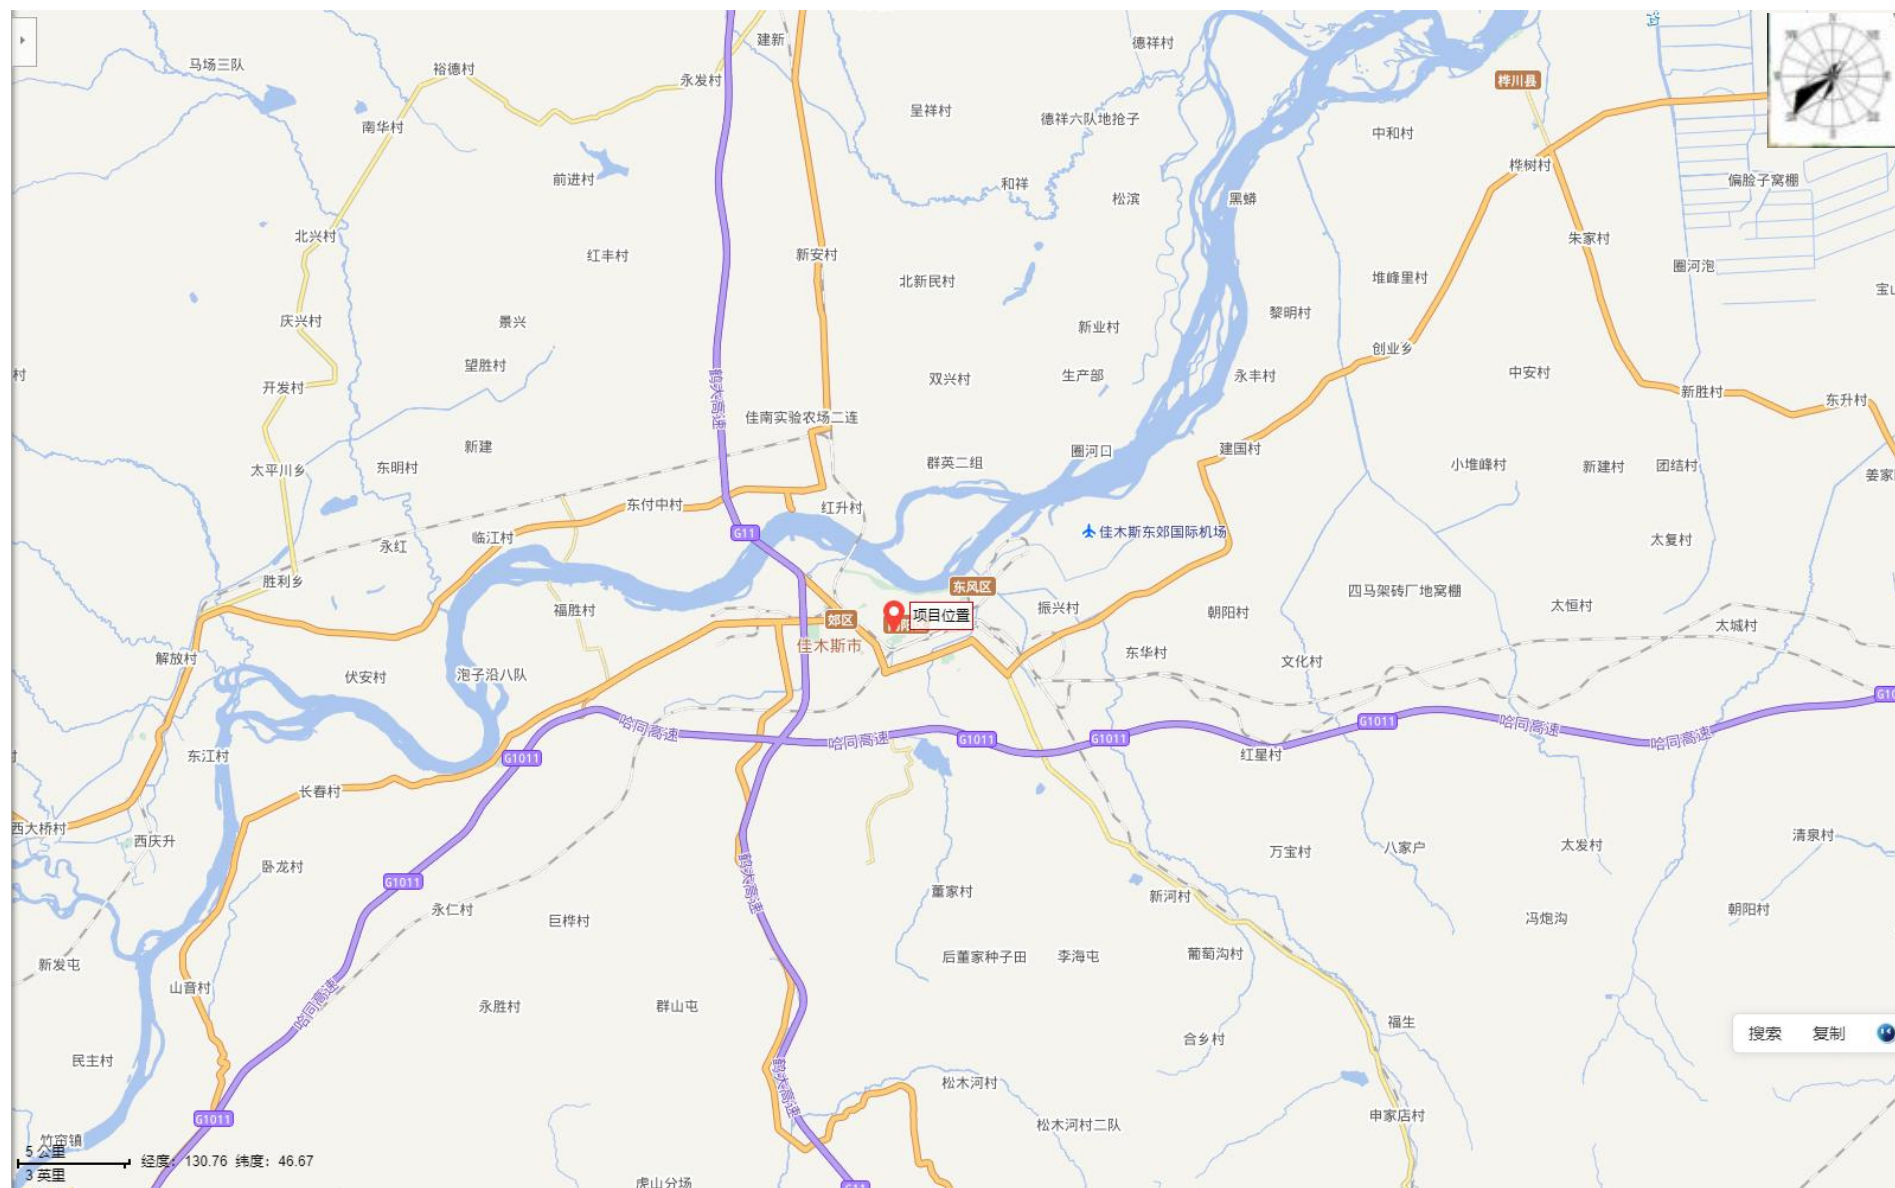 建新
德祥村
马场三队
裕德村
永发村
桦川县
呈祥村
德祥六队地抢子
南华村
中和村
桦树村
前进村
和祥
松滨
黑蟒
偏脸子窝棚
北兴村
红丰村
新安村
朱家村
圈河泡
北新民村
堆峰里村
庆兴村
景兴
新业村
黎明村
创业乡
望胜村
村
开发村
鹤大高速
双兴村
生产部
永丰村
中安村
新胜村
东升村
佳南实验农场二连
新建
圈河口
建国村
太平川乡
东明村
群英二组
小堆峰村
新建村
团结村
东付中村
红升村
G11
佳木斯东郊国际机场
临江村
永红
太复村
胜利乡
东风区
四马架砖厂地窝棚
福胜村
郊区
项目位置
振兴村
朝阳村
太恒村
太城村
佳木斯市
解放村
伏安村
泡子沿八队
东华村
文化村
哈同高速
哈同高速
G1011
G1011
G1011
哈同高速
哈同高速
东江村
G1011
红星村
长春村
西大桥村
西庆升
清泉村
卧龙村
G1011
鹤大高速
万宝村
八家户
太发村
董家村
新河村
永仁村
巨桦村
冯炮沟
朝阳村
新发屯
后董家种子田
李海屯
葡萄沟村
山音村
哈同高速
永胜村
群山屯
福生
合乡村
搜索 复制
民主村
鹤大高速
松木河村
G1011
松木河村二队
申家店村
竹帘镇
5 公里
经度: 130.76 纬度: 46.67
3 英里
虎山分场
G11